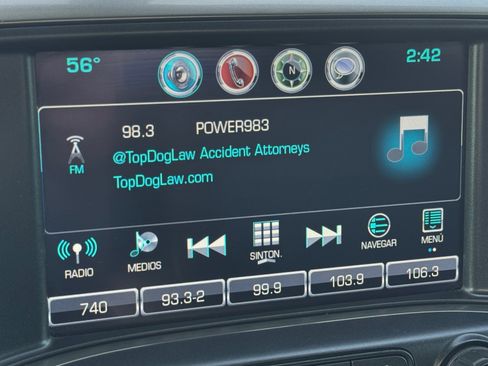 56° 2:42
N
98.3 POWER983
FM
@TopDogLaw Accident Attorneys
TopDogLaw.com
RADIO MEDIOS SINTON. NAVEGAR MENÚ
740 93.3-2 99.9 103.9 106.3